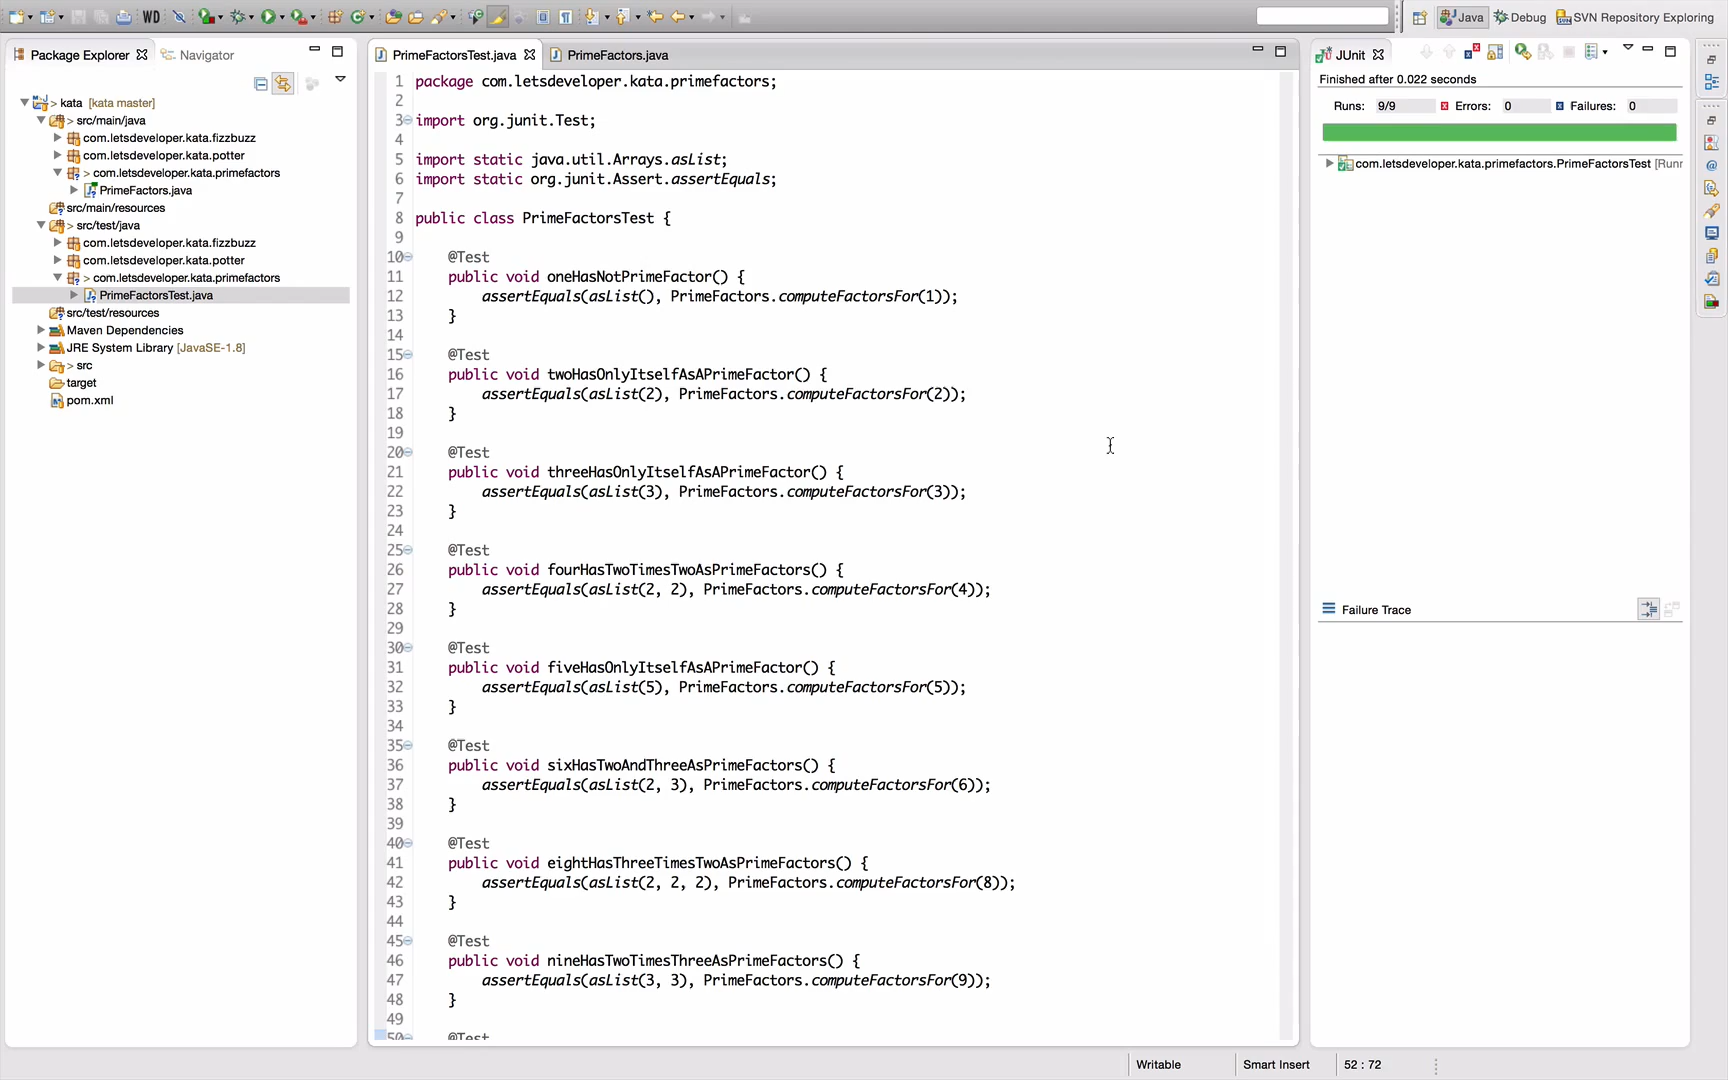 WD
Java
Debug
SVN Repository Exploring
Package Explorer
Navigator
> kata [kata master]
> src/main/java
com.letsdeveloper.kata.fizzbuzz
com.letsdeveloper.kata.potter
> com.letsdeveloper.kata.primefactors
PrimeFactors.java
src/main/resources
> src/test/java
com.letsdeveloper.kata.fizzbuzz
com.letsdeveloper.kata.potter
> com.letsdeveloper.kata.primefactors
PrimeFactorsTest.java
src/test/resources
Maven Dependencies
JRE System Library [JavaSE-1.8]
> src
target
pom.xml
PrimeFactorsTest.java
PrimeFactors.java
1 package com.letsdeveloper.kata.primefactors;
2
3 import org.junit.Test;
4
5 import static java.util.Arrays.asList;
6 import static org.junit.Assert.assertEquals;
7
8 public class PrimeFactorsTest {
9
10 @Test
11 public void oneHasNotPrimeFactor() {
12 assertEquals(asList(), PrimeFactors.computeFactorsFor(1));
13 }
14
15 @Test
16 public void twoHasOnlyItselfAsAPrimeFactor() {
17 assertEquals(asList(2), PrimeFactors.computeFactorsFor(2));
18 }
19
20 @Test
21 public void threeHasOnlyItselfAsAPrimeFactor() {
22 assertEquals(asList(3), PrimeFactors.computeFactorsFor(3));
23 }
24
25 @Test
26 public void fourHasTwoTimesTwoAsPrimeFactors() {
27 assertEquals(asList(2, 2), PrimeFactors.computeFactorsFor(4));
28 }
29
30 @Test
31 public void fiveHasOnlyItselfAsAPrimeFactor() {
32 assertEquals(asList(5), PrimeFactors.computeFactorsFor(5));
33 }
34
35 @Test
36 public void sixHasTwoAndThreeAsPrimeFactors() {
37 assertEquals(asList(2, 3), PrimeFactors.computeFactorsFor(6));
38 }
39
40 @Test
41 public void eightHasThreeTimesTwoAsPrimeFactors() {
42 assertEquals(asList(2, 2, 2), PrimeFactors.computeFactorsFor(8));
43 }
44
45 @Test
46 public void nineHasTwoTimesThreeAsPrimeFactors() {
47 assertEquals(asList(3, 3), PrimeFactors.computeFactorsFor(9));
48 }
49
50 @Test
JUnit
Finished after 0.022 seconds
Runs: 9/9 Errors: 0 Failures: 0
com.letsdeveloper.kata.primefactors.PrimeFactorsTest [Runr
Failure Trace
Writable
Smart Insert
52 : 72